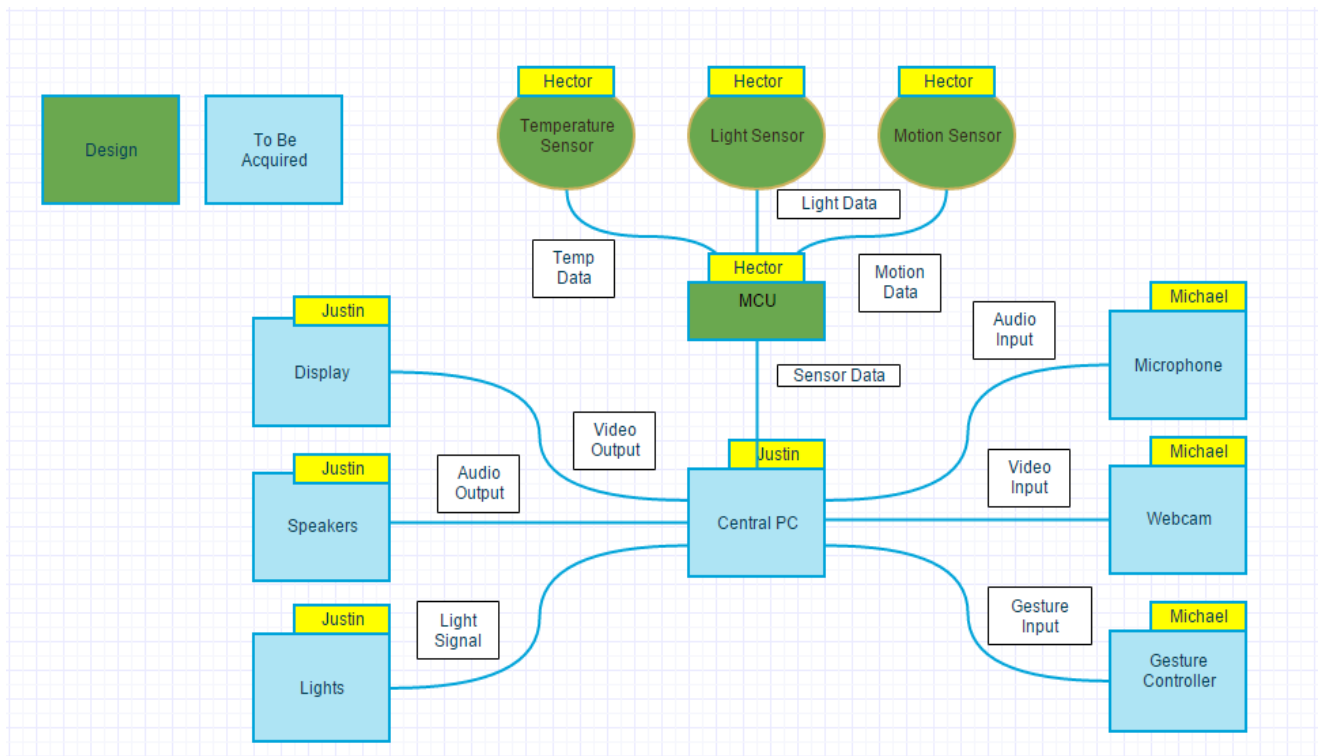 Hector
Hector
Hector
Design
To Be
Acquired
Temperature
Sensor
Light Sensor
Motion Sensor
Light Data
Temp
Data
Hector
MCU
Motion
Data
Justin
Display
Michael
Microphone
Audio
Input
Sensor Data
Video
Output
Audio
Output
Justin
Central PC
Video
Input
Michael
Webcam
Justin
Speakers
Justin
Lights
Light
Signal
Gesture
Input
Michael
Gesture
Controller